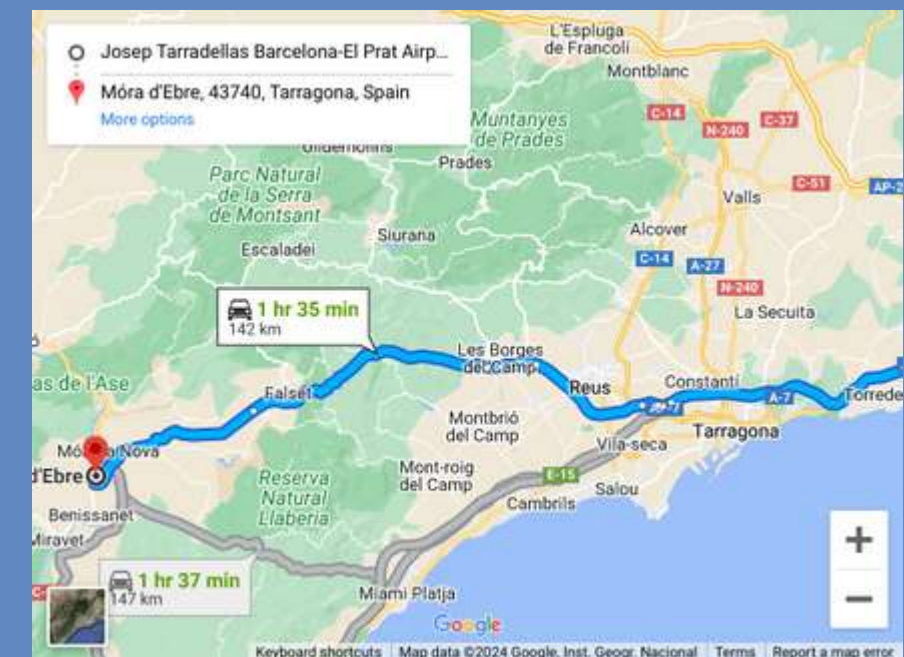 Josep Tarradellas Barcelona-El Prat Airp...
Móra d'Ebre, 43740, Tarragona, Spain
More options
L'Espluga
de Francolí
Montblanc
C-14
N-240
C-37
Muntanyes
de Prades
Prades
Parc Natural
de la Serra
de Montsant
C-51
AP-2
Valls
Siurana
Escaladei
Alcover
C-14
A-27
N-240
La Secuita
1 hr 35 min
142 km
Les Borges
del Camp
Reus
Constantí
A-7
Torrede
as de l'Ase
Falset
Montbrió
del Camp
Tarragona
Vila-seca
d'Ebre
Reserva
Natural
Llaberia
Mont-roig
del Camp
E-15
Salou
Cambrils
Benissanet
Miravet
1 hr 37 min
147 km
Miami Platja
Google
Keyboard shortcuts
Map data ©2024 Google, Inst. Geogr. Nacional
Terms
Report a map error